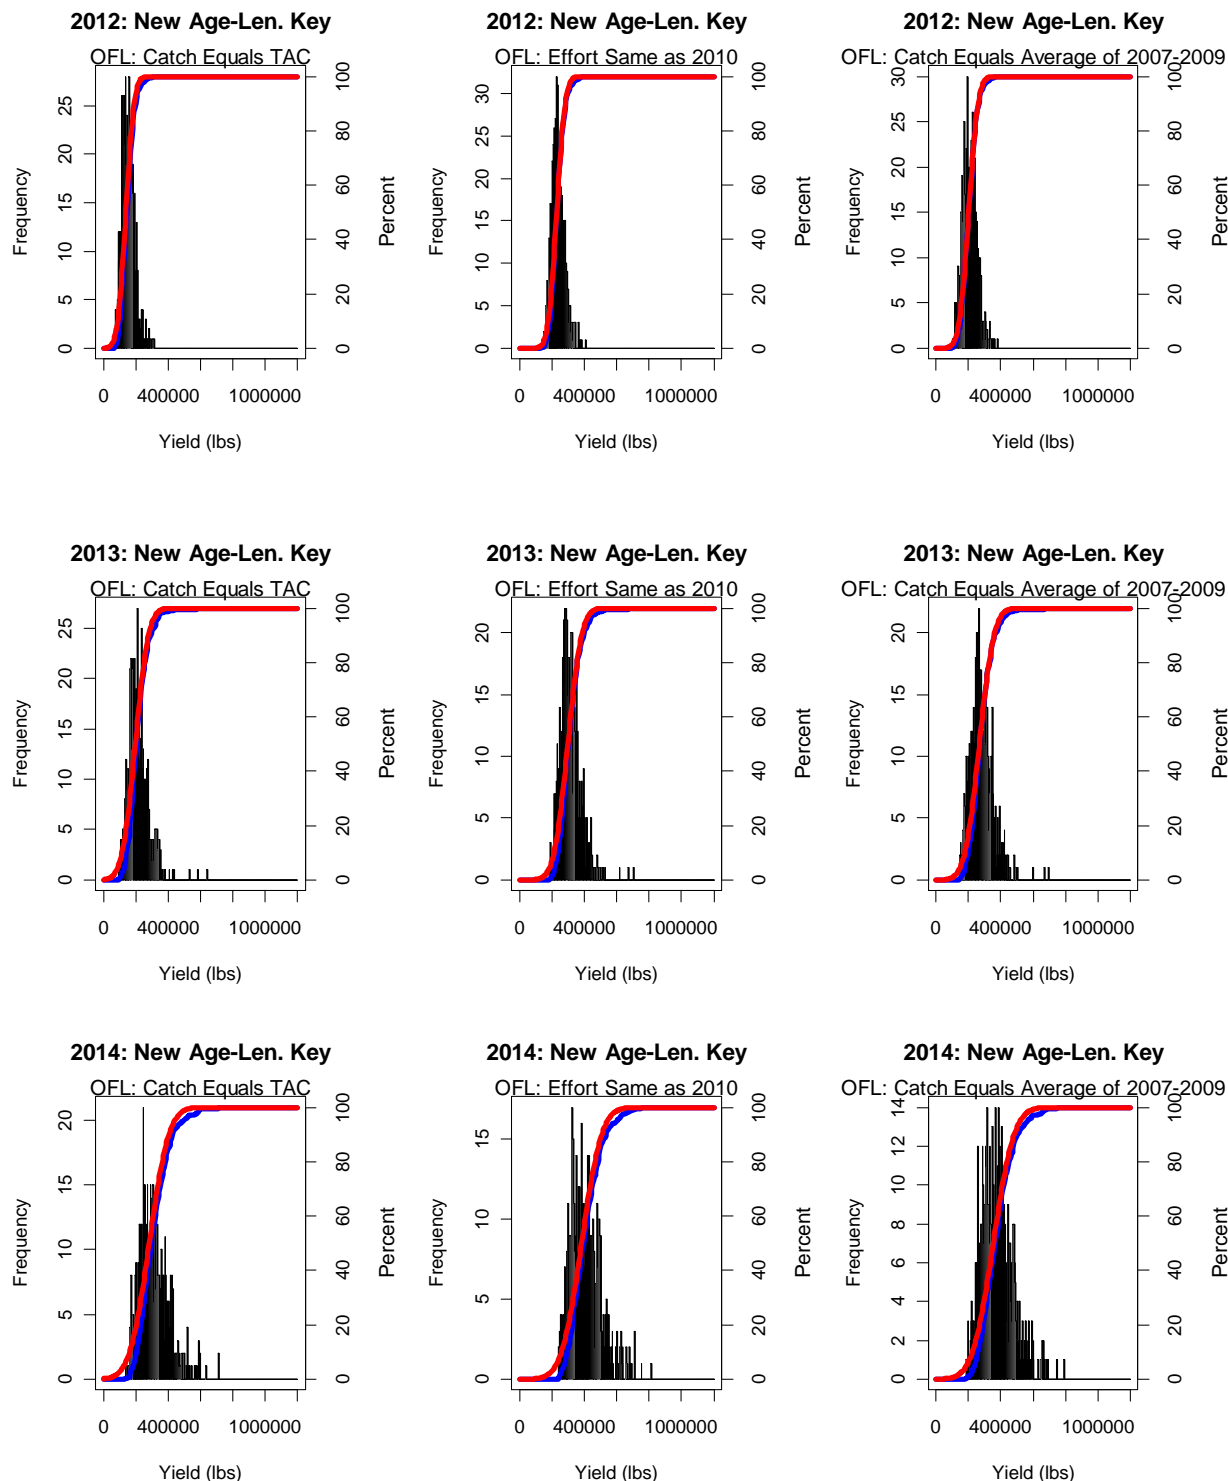 2012: New Age-Len. Key
OFL: Catch Equals TAC
Frequency
0 5 10 15 20 25
Percent
0 20 40 60 80 100
0 400000 1000000
Yield (lbs)
2012: New Age-Len. Key
OFL: Effort Same as 2010
Frequency
0 5 10 15 20 25 30
Percent
0 20 40 60 80 100
0 400000 1000000
Yield (lbs)
2012: New Age-Len. Key
OFL: Catch Equals Average of 2007-2009
Frequency
0 5 10 15 20 25 30
Percent
0 20 40 60 80 100
0 400000 1000000
Yield (lbs)
2013: New Age-Len. Key
OFL: Catch Equals TAC
Frequency
0 5 10 15 20 25
Percent
0 20 40 60 80 100
0 400000 1000000
Yield (lbs)
2013: New Age-Len. Key
OFL: Effort Same as 2010
Frequency
0 5 10 15 20
Percent
0 20 40 60 80 100
0 400000 1000000
Yield (lbs)
2013: New Age-Len. Key
OFL: Catch Equals Average of 2007-2009
Frequency
0 5 10 15 20
Percent
0 20 40 60 80 100
0 400000 1000000
Yield (lbs)
2014: New Age-Len. Key
OFL: Catch Equals TAC
Frequency
0 5 10 15 20
Percent
0 20 40 60 80 100
0 400000 1000000
Yield (lbs)
2014: New Age-Len. Key
OFL: Effort Same as 2010
Frequency
0 5 10 15
Percent
0 20 40 60 80 100
0 400000 1000000
Yield (lbs)
2014: New Age-Len. Key
OFL: Catch Equals Average of 2007-2009
Frequency
0 2 4 6 8 10 12 14
Percent
0 20 40 60 80 100
0 400000 1000000
Yield (lbs)